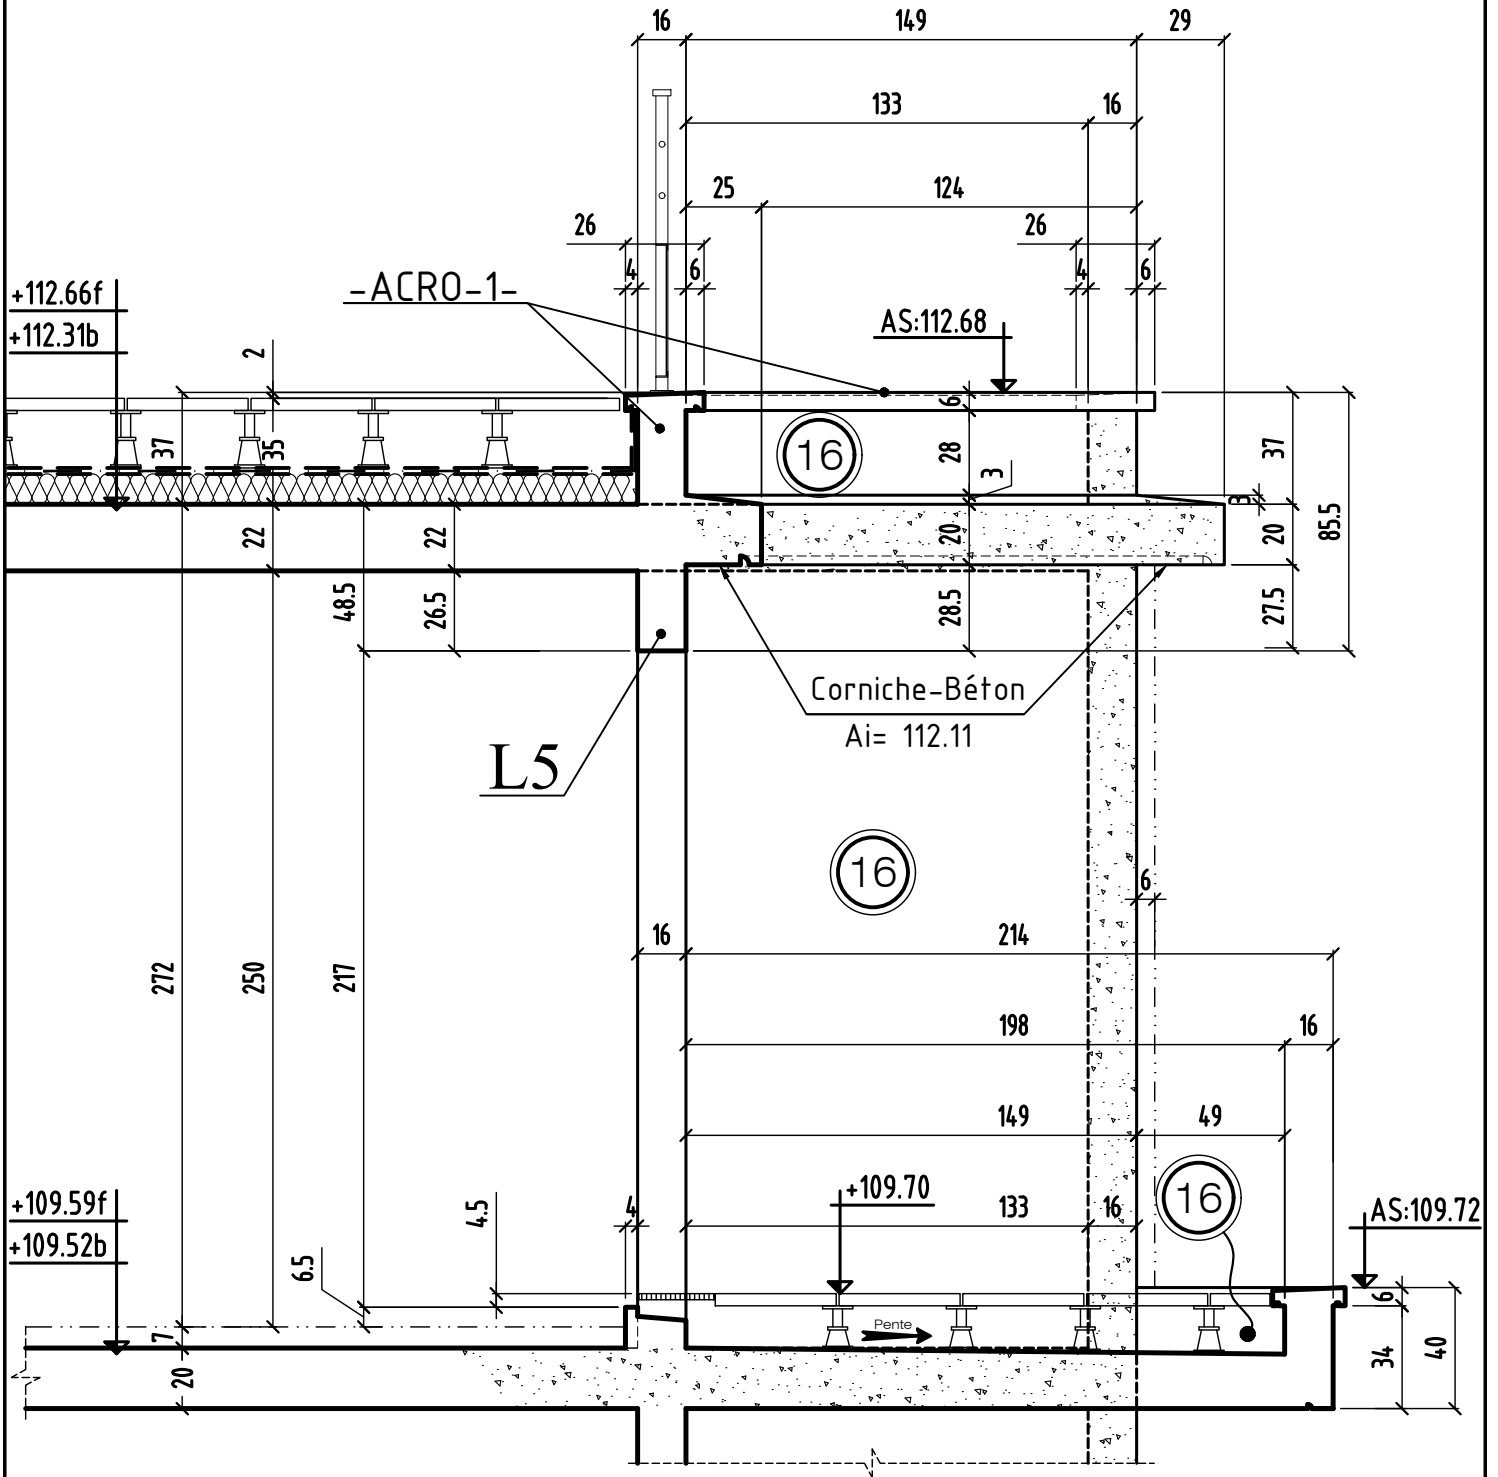 16 149 29
133 16
25 124
26 26
4 6 4 6
-ACRO-1-
+112.66f
+112.31b
AS:112.68
2
6
16
37 35 28 3 37
3
22 22 20 20 85.5
48.5 26.5 28.5 27.5
Corniche-Béton
Ai= 112.11
L5
16
6
16 214
272 250 217
198 16
149 49
16
+109.59f
+109.52b
4.5 4 +109.70 133 16
AS:109.72
6.5
6
Pente
7
34 40
20